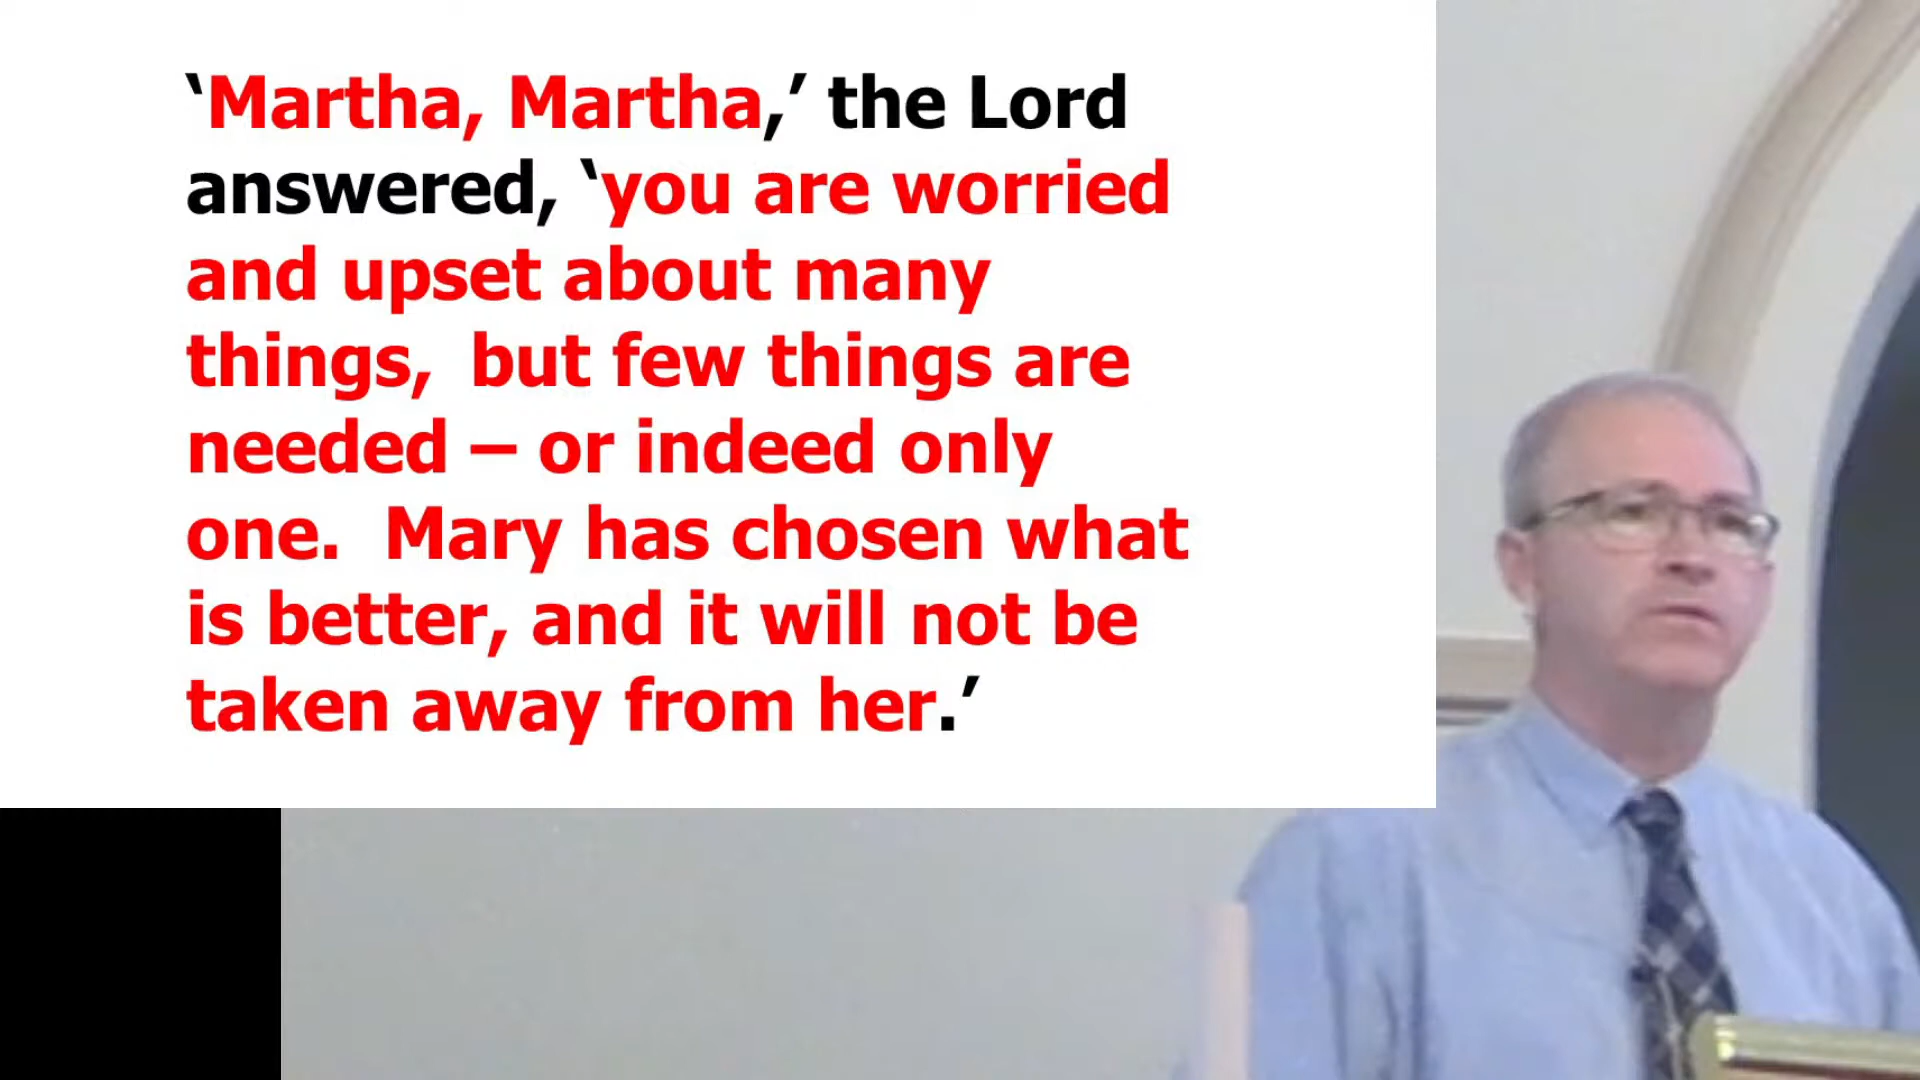 ‘Martha, Martha,’ the Lord
answered, ‘you are worried
and upset about many
things,  but few things are
needed – or indeed only
one.  Mary has chosen what
is better, and it will not be
taken away from her.’